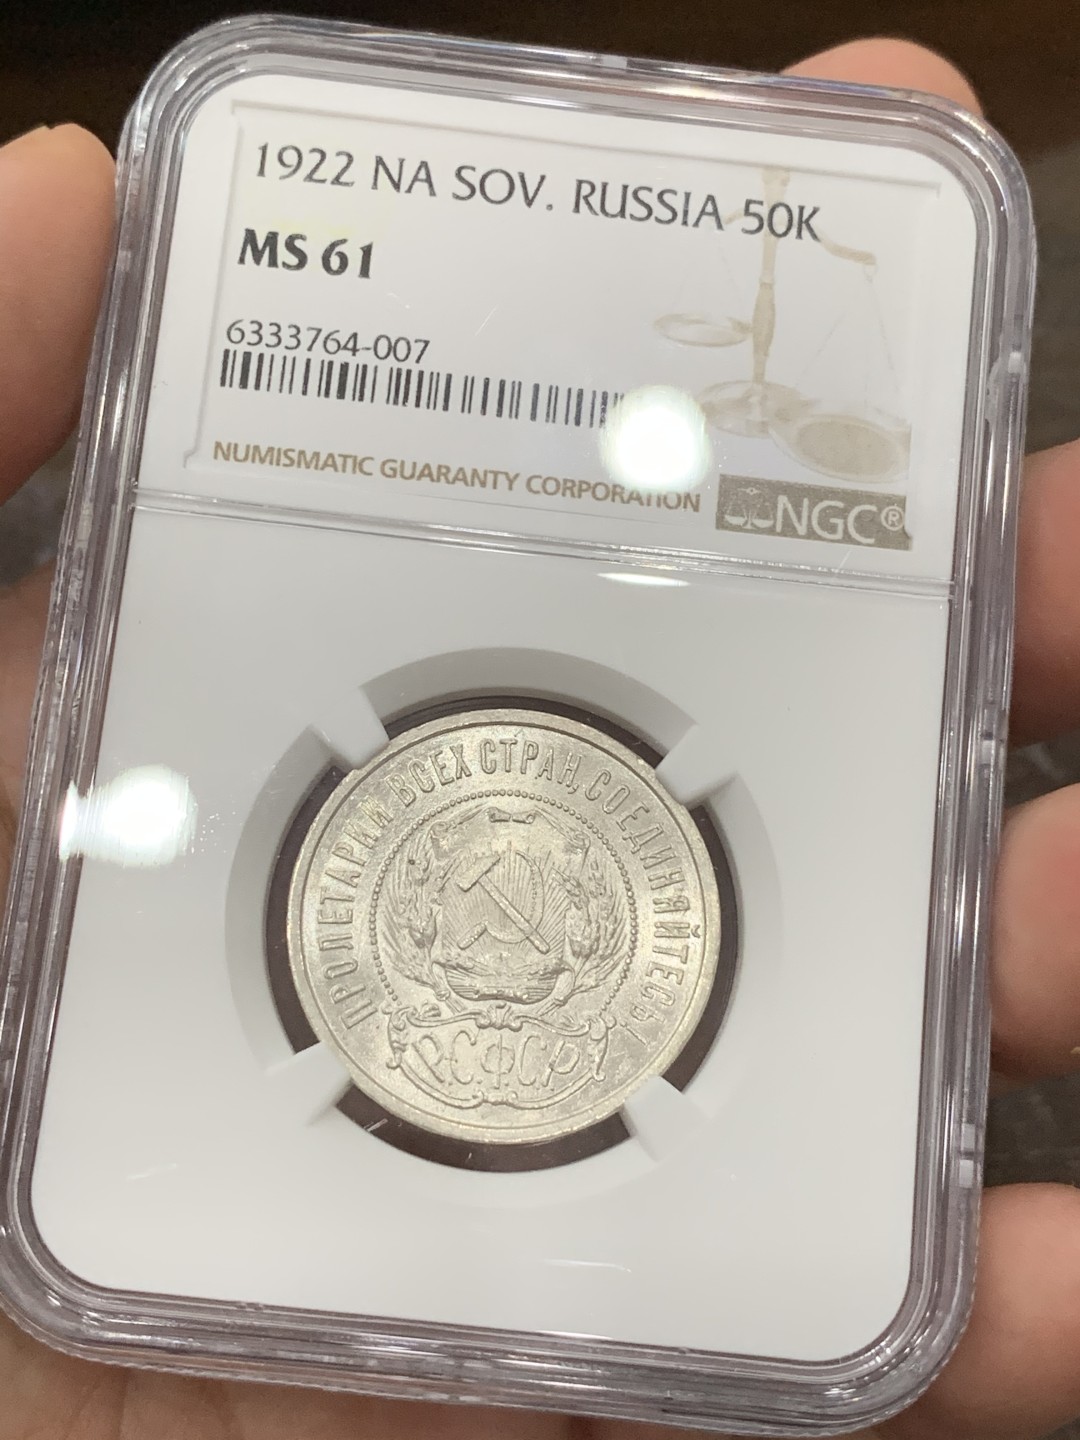 1922 NA SOV. RUSSIA 50K
MS 61
6333764-007
NUMISMATIC GUARANTY CORPORATION
NGC®
ПРОЛЕТАРИИ ВСЕХ СТРАН, СОЕДИНЯЙТЕСЬ!
Р.С.Ф.С.Р.